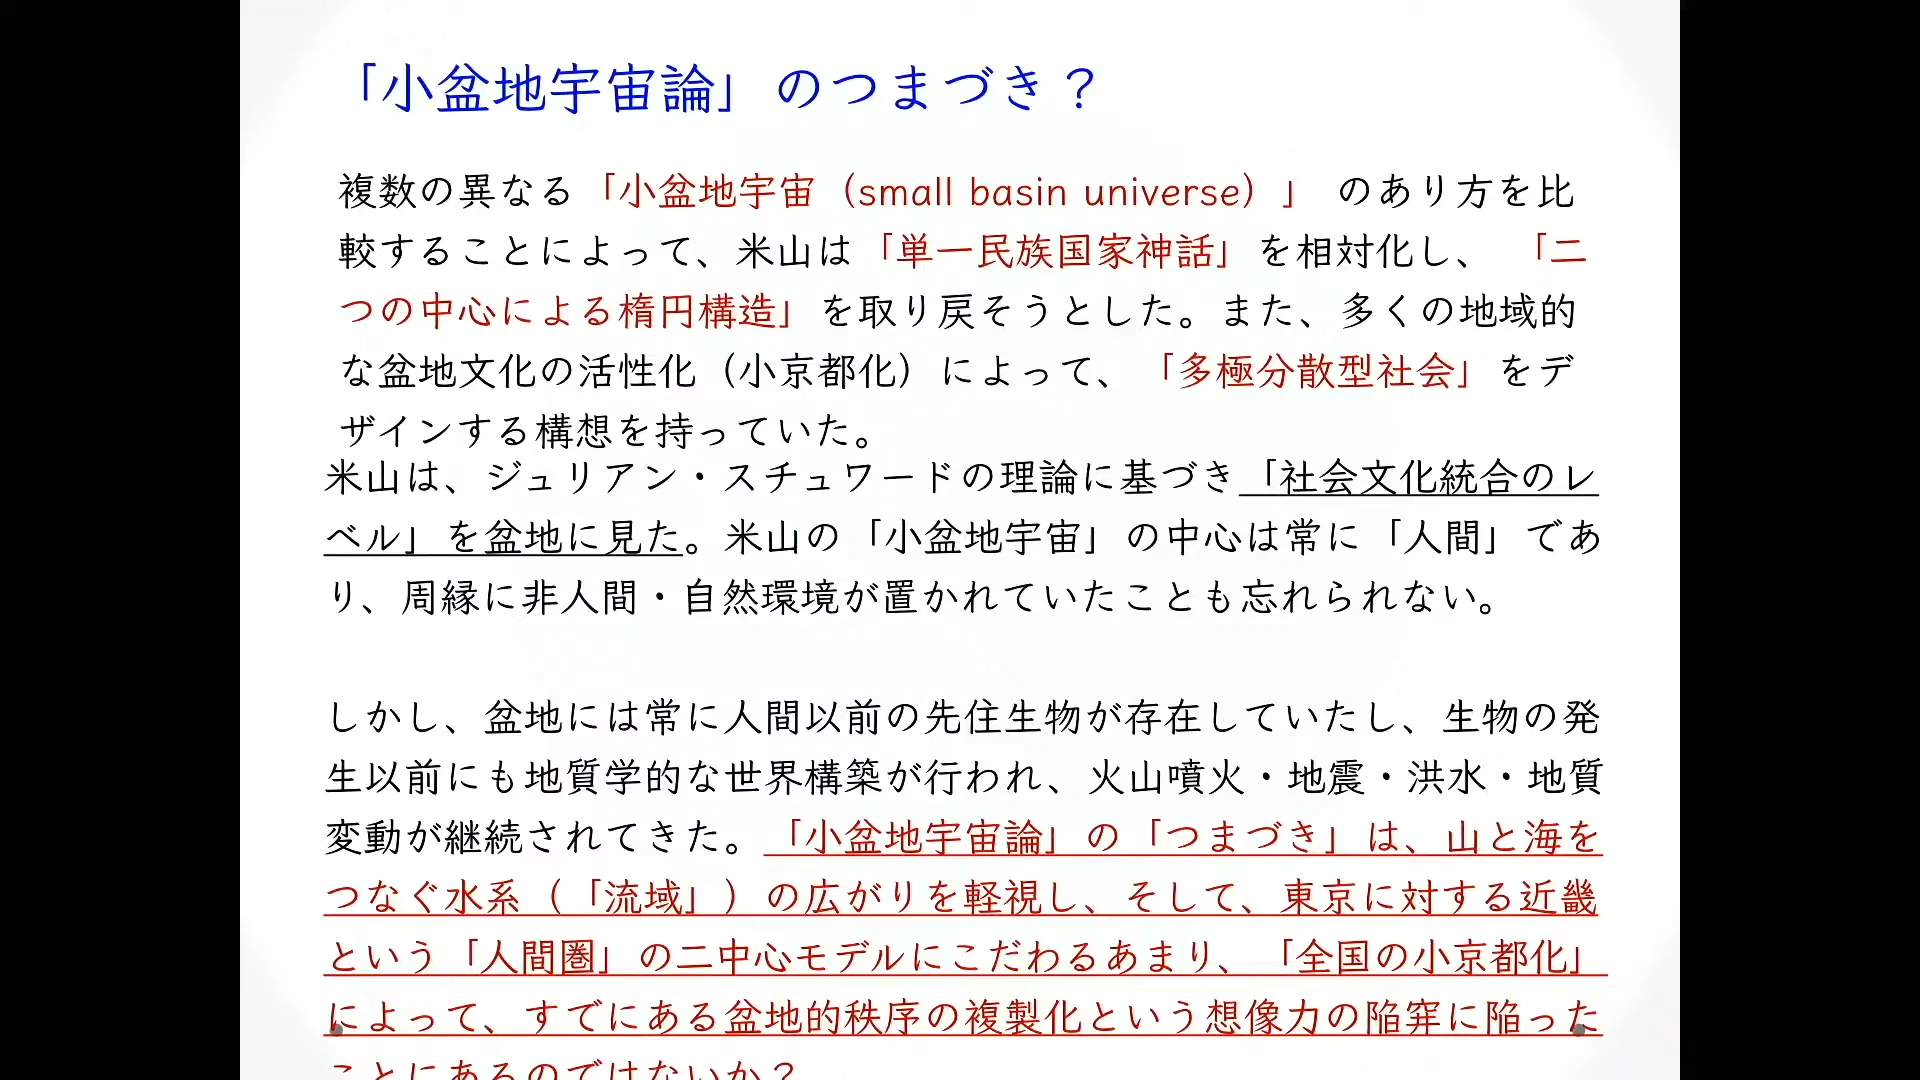 「小盆地宇宙論」のつまづき？
複数の異なる「小盆地宇宙（small basin universe）」 のあり方を比
較することによって、米山は「単一民族国家神話」を相対化し、 「二
つの中心による楕円構造」を取り戻そうとした。また、多くの地域的
な盆地文化の活性化（小京都化）によって、「多極分散型社会」をデ
ザインする構想を持っていた。
米山は、ジュリアン・スチュワードの理論に基づき「社会文化統合のレ
ベル」を盆地に見た。米山の「小盆地宇宙」の中心は常に「人間」であ
り、周縁に非人間・自然環境が置かれていたことも忘れられない。
しかし、盆地には常に人間以前の先住生物が存在していたし、生物の発
生以前にも地質学的な世界構築が行われ、火山噴火・地震・洪水・地質
変動が継続されてきた。「小盆地宇宙論」の「つまづき」は、山と海を
つなぐ水系（「流域」）の広がりを軽視し、そして、東京に対する近畿
という「人間圏」の二中心モデルにこだわるあまり、「全国の小京都化」
によって、すでにある盆地的秩序の複製化という想像力の陥穽に陥った
ことにあるのではないか？